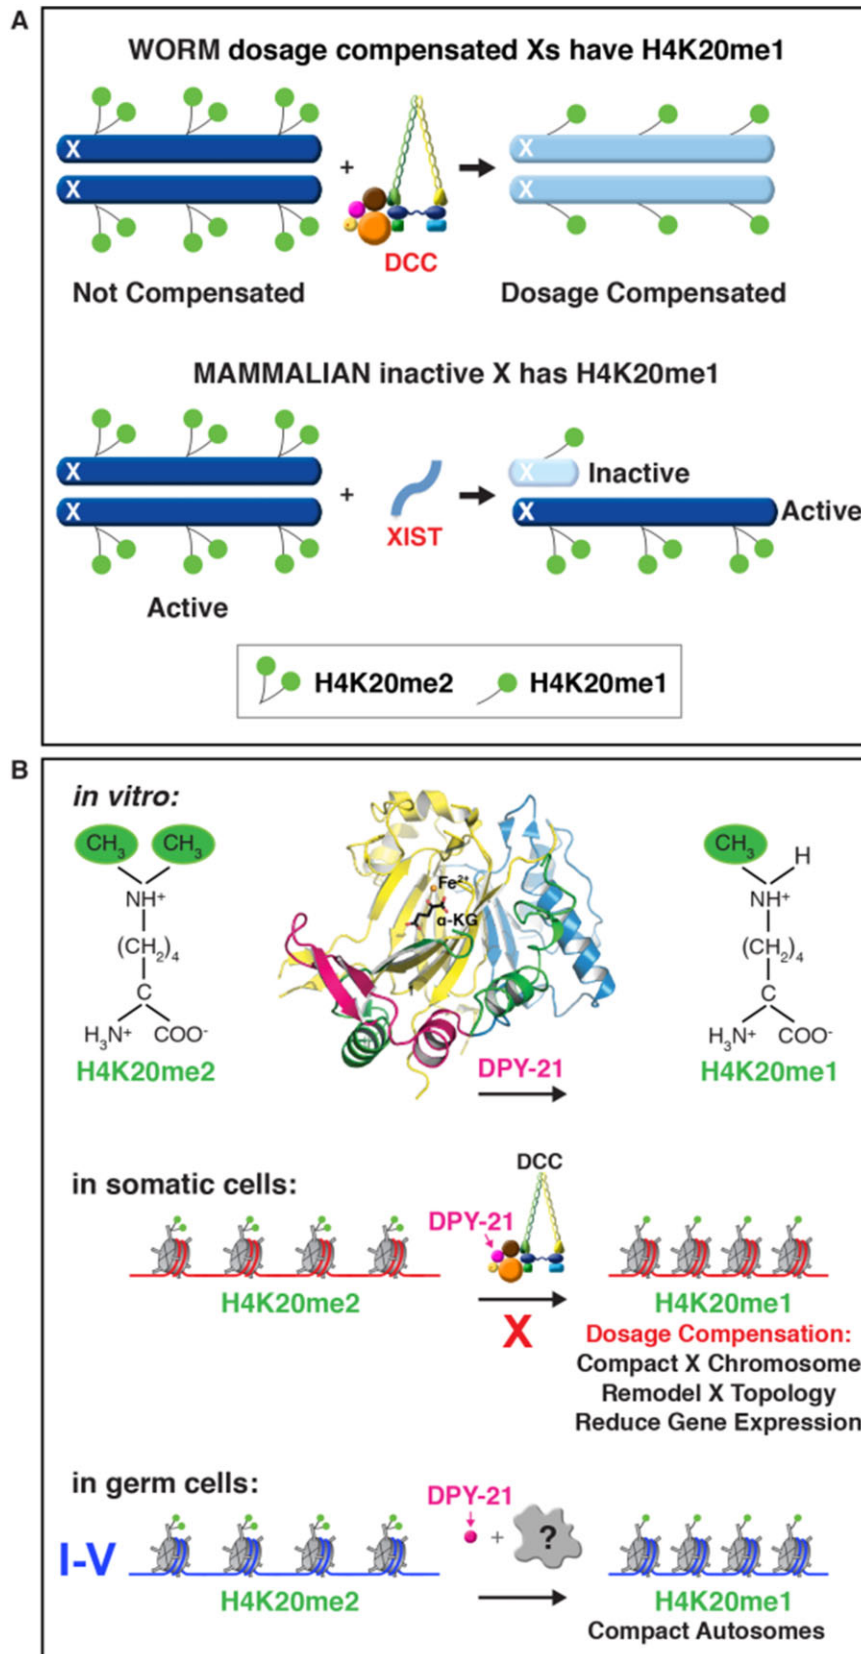 A
WORM dosage compensated Xs have H4K20me1
X
X
+
DCC
X
X
Not Compensated
Dosage Compensated
MAMMALIAN inactive X has H4K20me1
X
X
+
XIST
X
Inactive
X
Active
Active
H4K20me2
H4K20me1
B
in vitro:
CH3 CH3
NH+
(CH2)4
C
H3N+ COO-
H4K20me2
Fe2+
α-KG
DPY-21
CH3 H
NH+
(CH2)4
C
H3N+ COO-
H4K20me1
in somatic cells:
DCC
DPY-21
H4K20me2
X
H4K20me1
Dosage Compensation:
Compact X Chromosome
Remodel X Topology
Reduce Gene Expression
in germ cells:
DPY-21
I-V
+ ?
H4K20me2
H4K20me1
Compact Autosomes